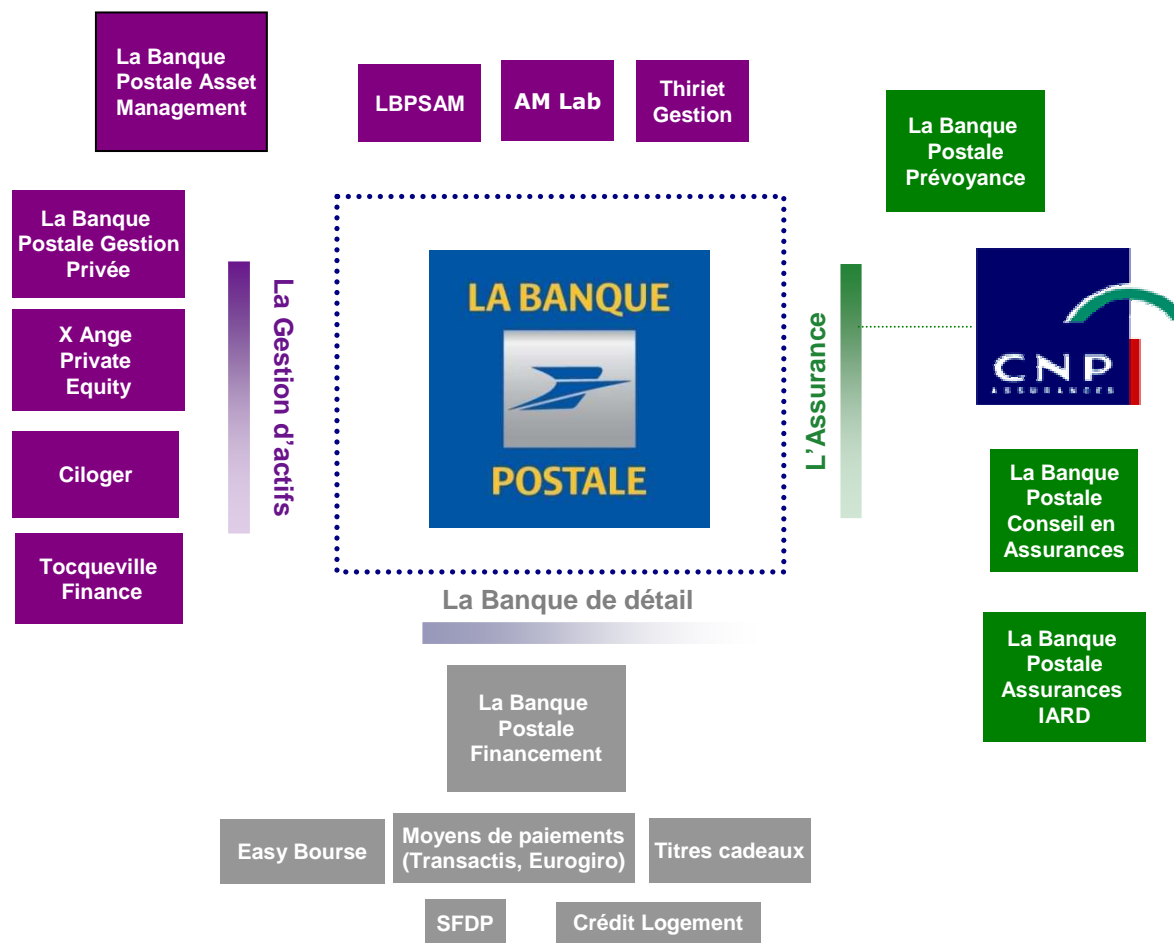 La Banque
Postale Asset
Management
LBPSAM
AM Lab
Thiriet
Gestion
La Banque
Postale
Prévoyance
La Banque
Postale Gestion
Privée
X Ange
Private
Equity
Ciloger
Tocqueville
Finance
La Gestion d'actifs
LA BANQUE
POSTALE
L'Assurance
CNP
ASSURANCES
La Banque
Postale
Conseil en
Assurances
La Banque
Postale
Assurances
IARD
La Banque de détail
La Banque
Postale
Financement
Easy Bourse
Moyens de paiements
(Transactis, Eurogiro)
Titres cadeaux
SFDP
Crédit Logement